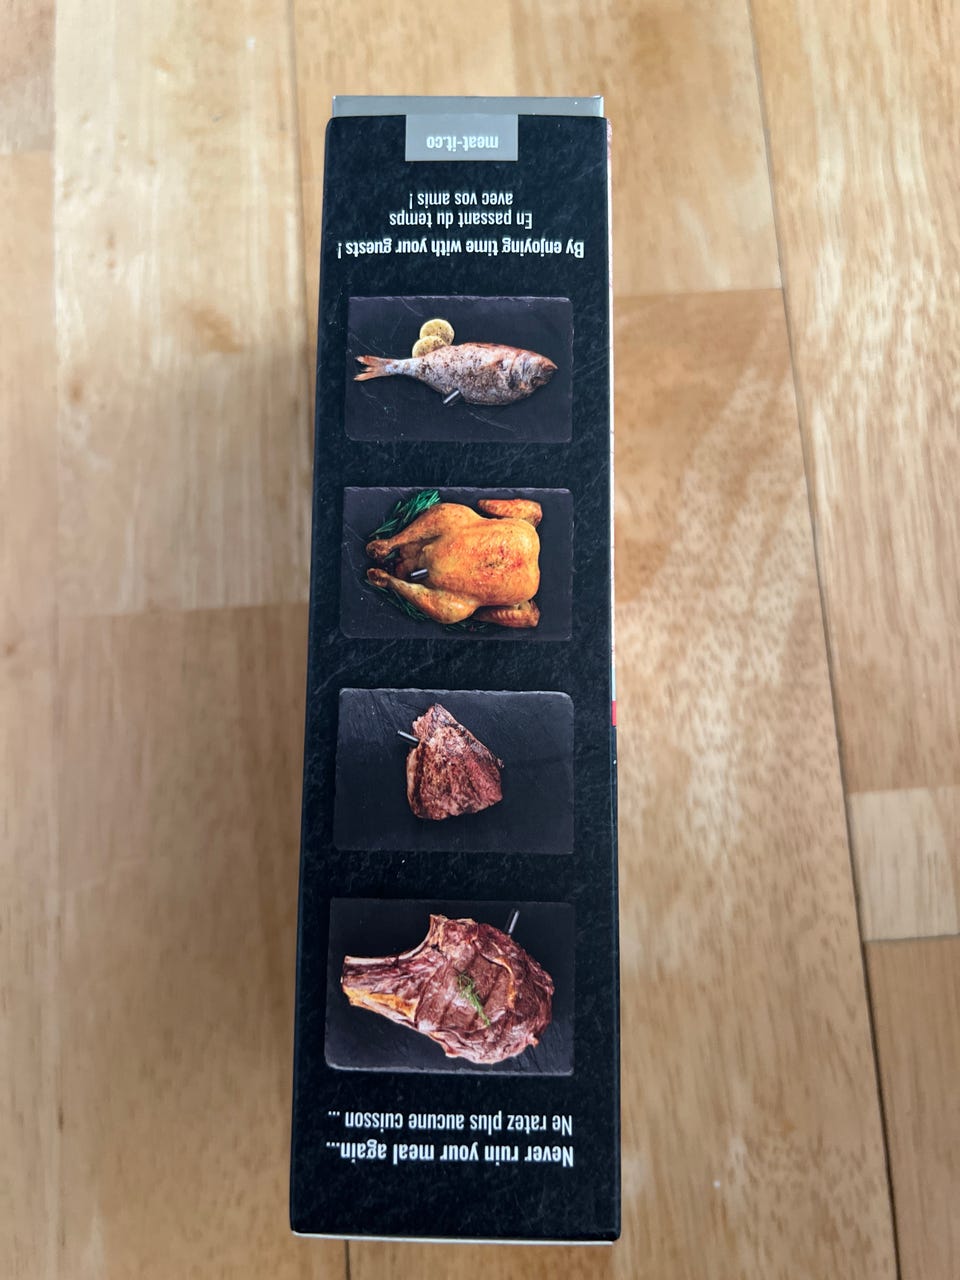 Never ruin your meal again...
Ne ratez plus aucune cuisson ...
By enjoying time with your guests !
En passant du temps
avec vos amis !
meat-it.co